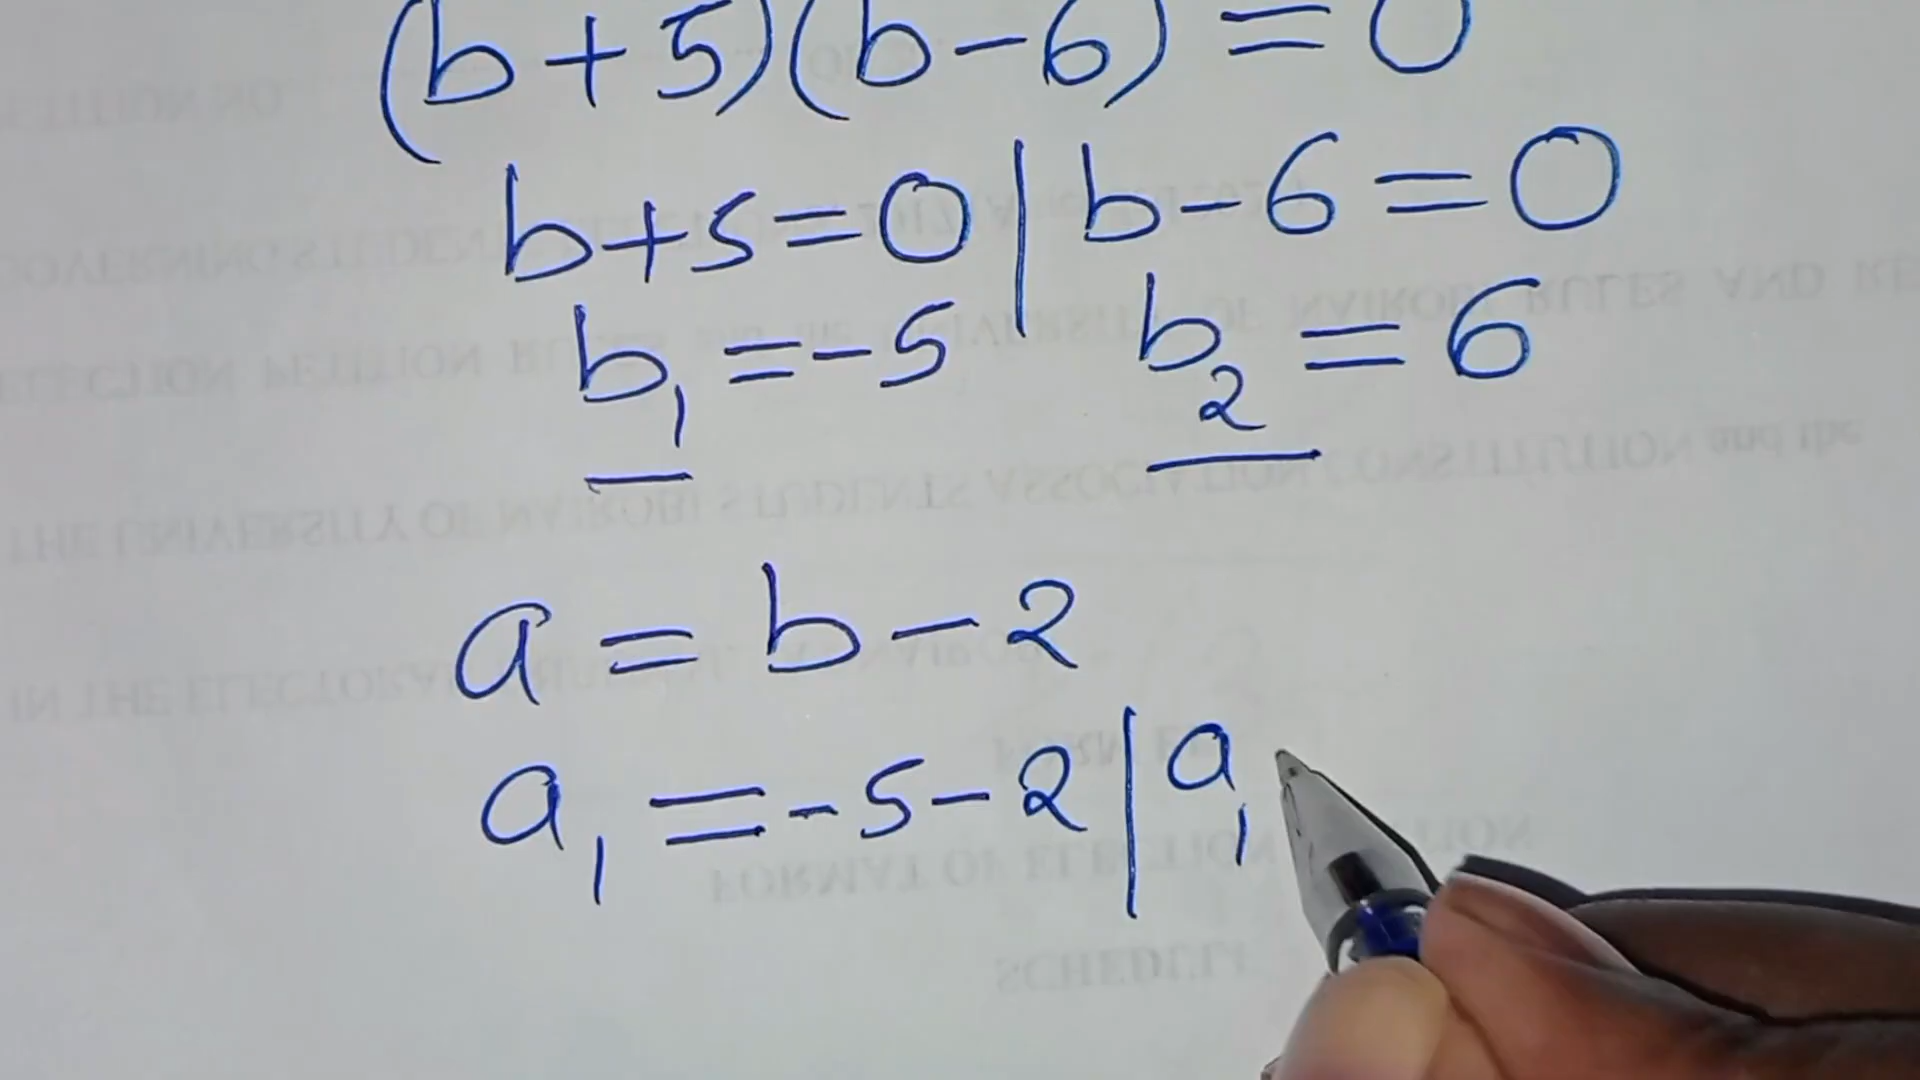 (b+5)(b-6)=0
b+5=0 | b-6=0
b₁=-5 b₂=6
a=b-2
a₁=-5-2 | a₁